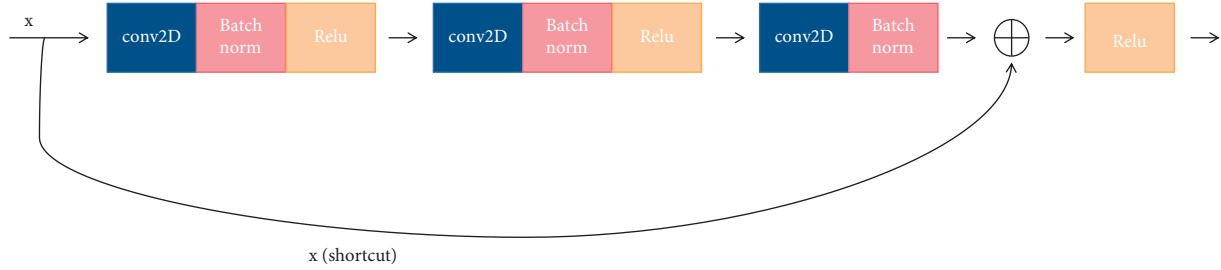 x
conv2D
Batch
norm
Relu
conv2D
Batch
norm
Relu
conv2D
Batch
norm
Relu
x (shortcut)